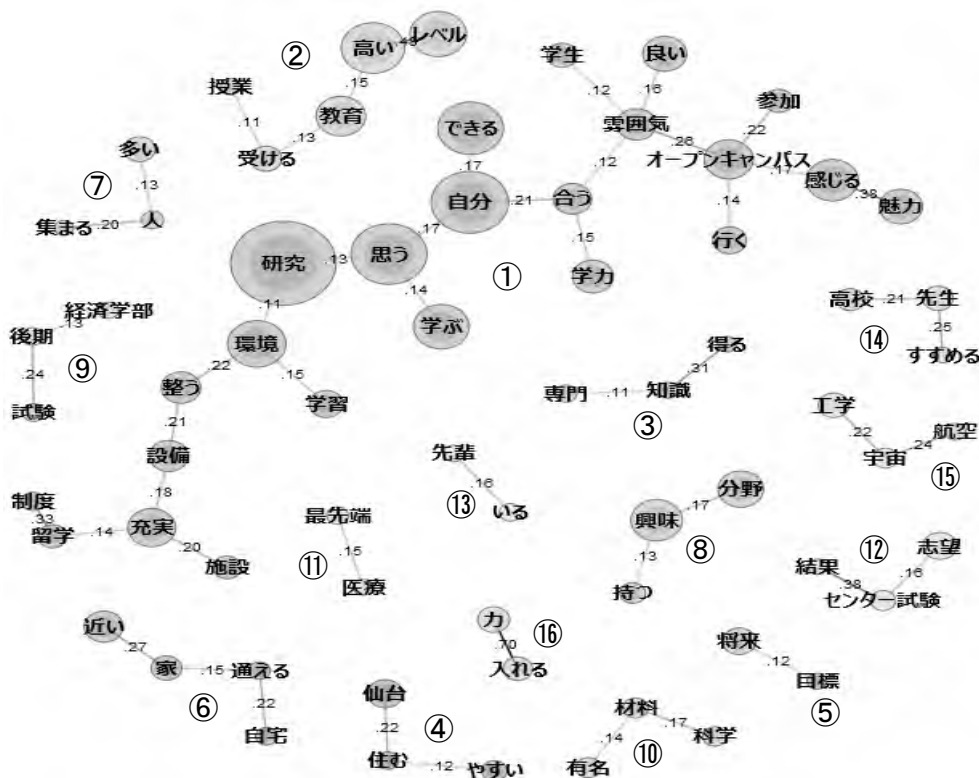 ②
高い
.49
レベル
.15
教育
授業
.11
.13
受ける
学生
良い
.12
.16
雰囲気
参加
.22
.26
オープンキャンパス
.17
感じる
.38
魅力
.14
行く
.12
できる
.17
自分
.21
合う
.15
学力
.17
①
研究
.13
思う
.14
学ぶ
.11
環境
.15
学習
.22
整う
.21
設備
.18
充実
.20
施設
.14
留学
.33
制度
多い
⑦
.13
集まる
.20
人
経済学部
後期
.13
⑨
.24
試験
高校
.21
先生
⑭
.25
すすめる
得る
.31
専門
.11
知識
③
工学
.22
航空
.24
宇宙
⑮
先輩
.16
⑬
いる
最先端
⑪
.15
医療
分野
.17
興味
⑧
.13
持つ
⑫
志望
結果
.38
.16
センター試験
近い
.27
家
.15
通える
⑥
.22
自宅
力
.70
⑯
入れる
将来
.12
目標
⑤
仙台
.22
④
住む
.12
やすい
材料
.17
科学
.14
⑩
有名